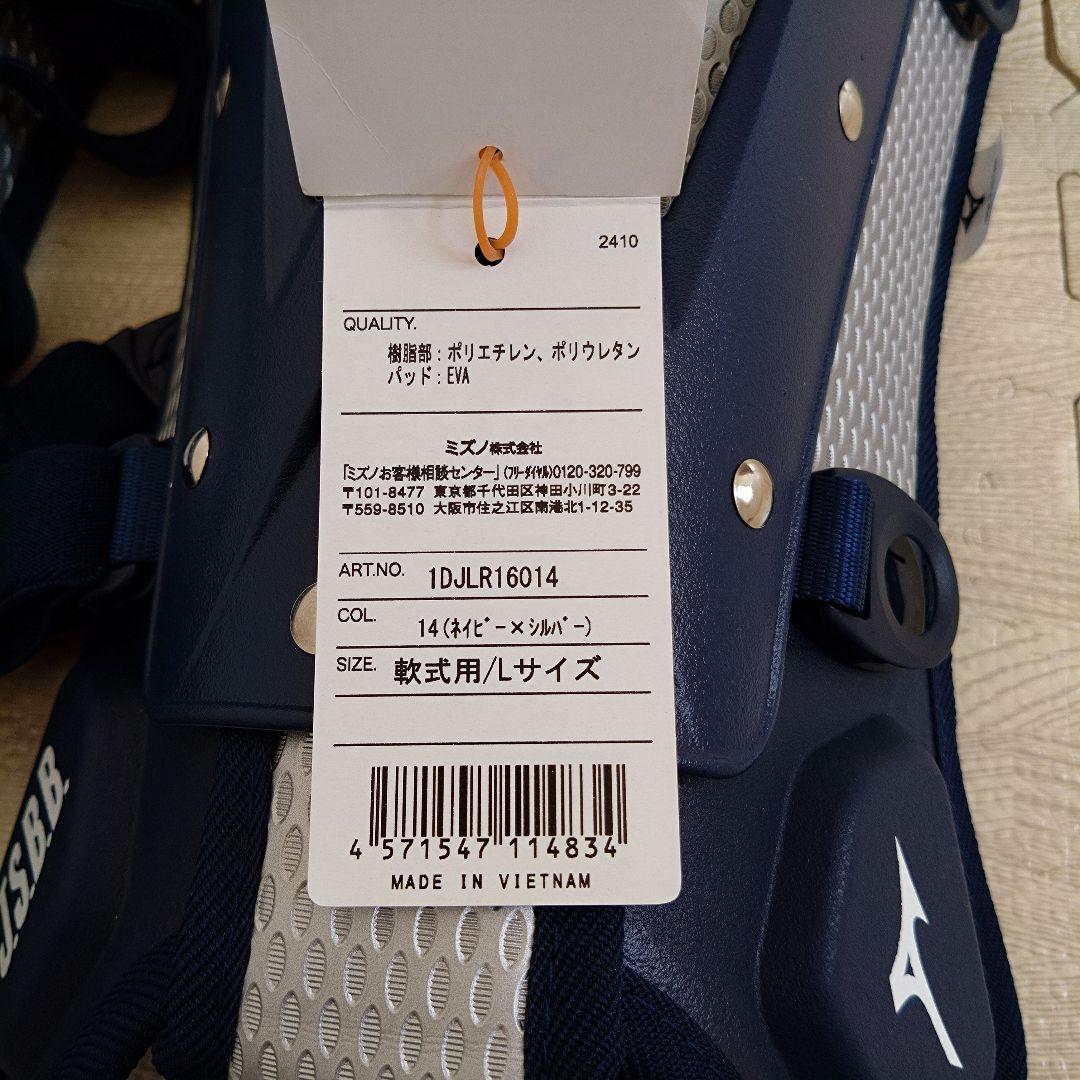 2410
QUALITY.
樹脂部：ポリエチレン、ポリウレタン
パッド：EVA
ミズノ株式会社
「ミズノお客様相談センター」(ﾌﾘｰﾀﾞｲﾔﾙ)0120-320-799
〒101-8477 東京都千代田区神田小川町3-22
〒559-8510 大阪市住之江区南港北1-12-35
ART.NO. 1DJLR16014
COL. 14(ﾈｲﾋﾞｰ×ｼﾙﾊﾞｰ)
SIZE. 軟式用/Lサイズ
4 571547 114834
MADE IN VIETNAM
J.S.B.B.